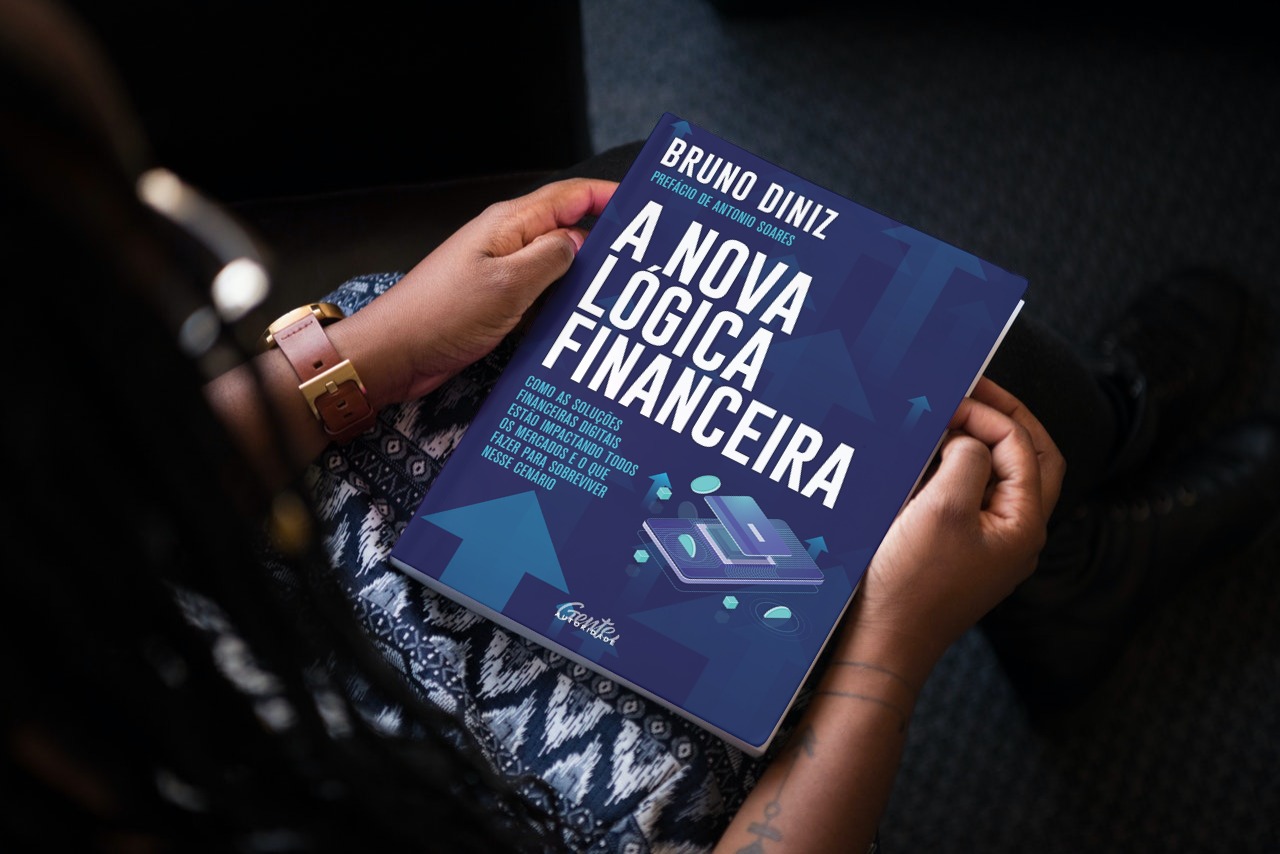 BRUNO DINIZ
PREFÁCIO DE ANTONIO SOARES
A NOVA
LÓGICA
FINANCEIRA
COMO AS SOLUÇÕES
FINANCEIRAS DIGITAIS
ESTÃO IMPACTANDO TODOS
OS MERCADOS E O QUE
FAZER PARA SOBREVIVER
NESSE CENÁRIO
Gente
AUTORIDADE